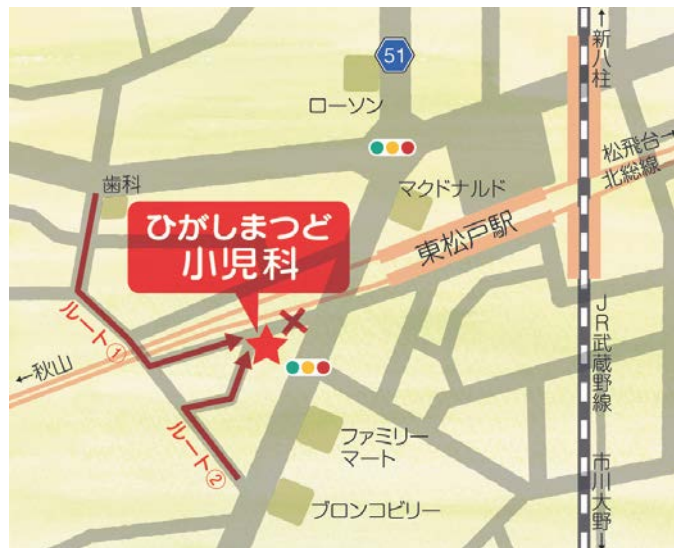 51
ローソン
↑新八柱
松飛台→
北総線
マクドナルド
歯科
東松戸駅
ひがしまつど
小児科
ルート①
←秋山
JR武蔵野線
ファミリー
マート
ルート②
ブロンコビリー
市川大野↓